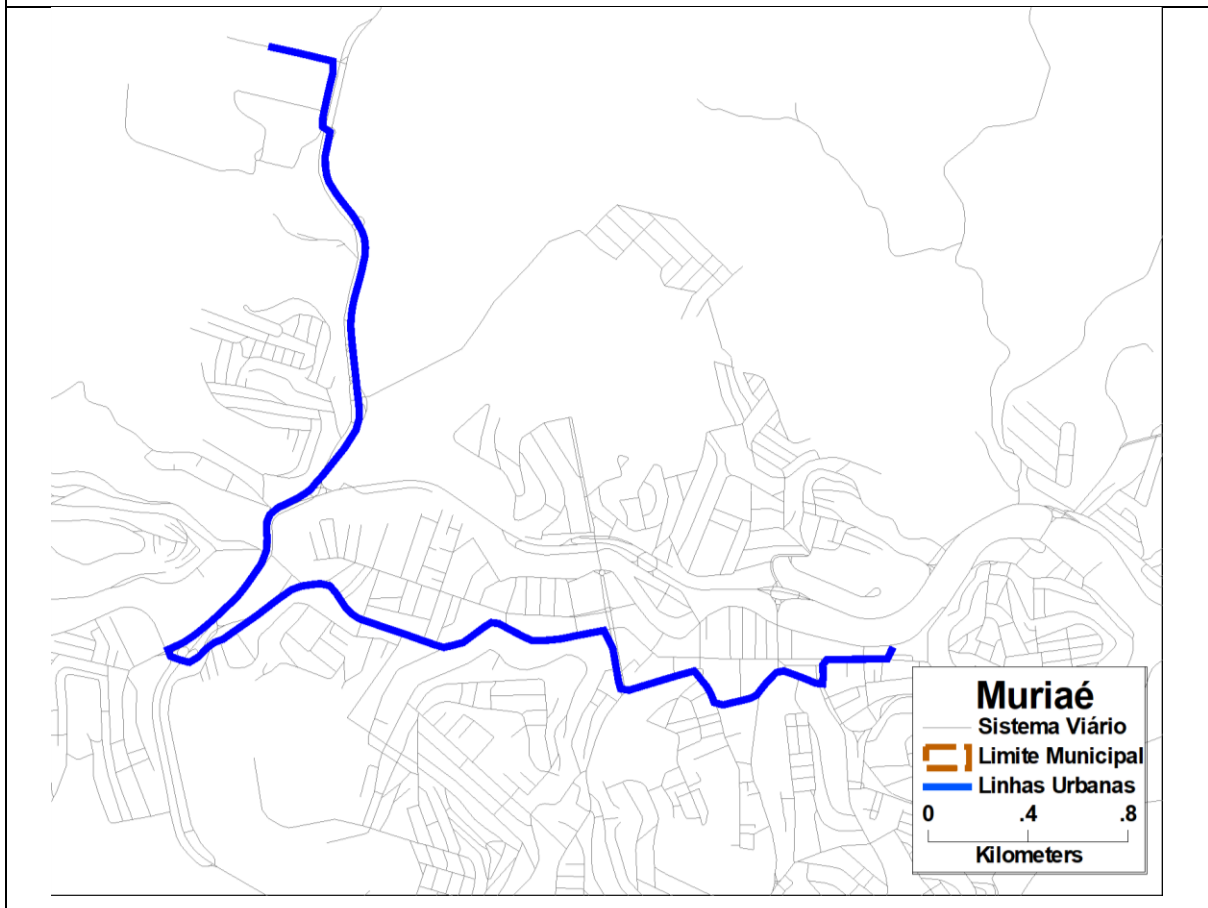 Muriaé
Sistema Viário
Limite Municipal
Linhas Urbanas
0 .4 .8
Kilometers